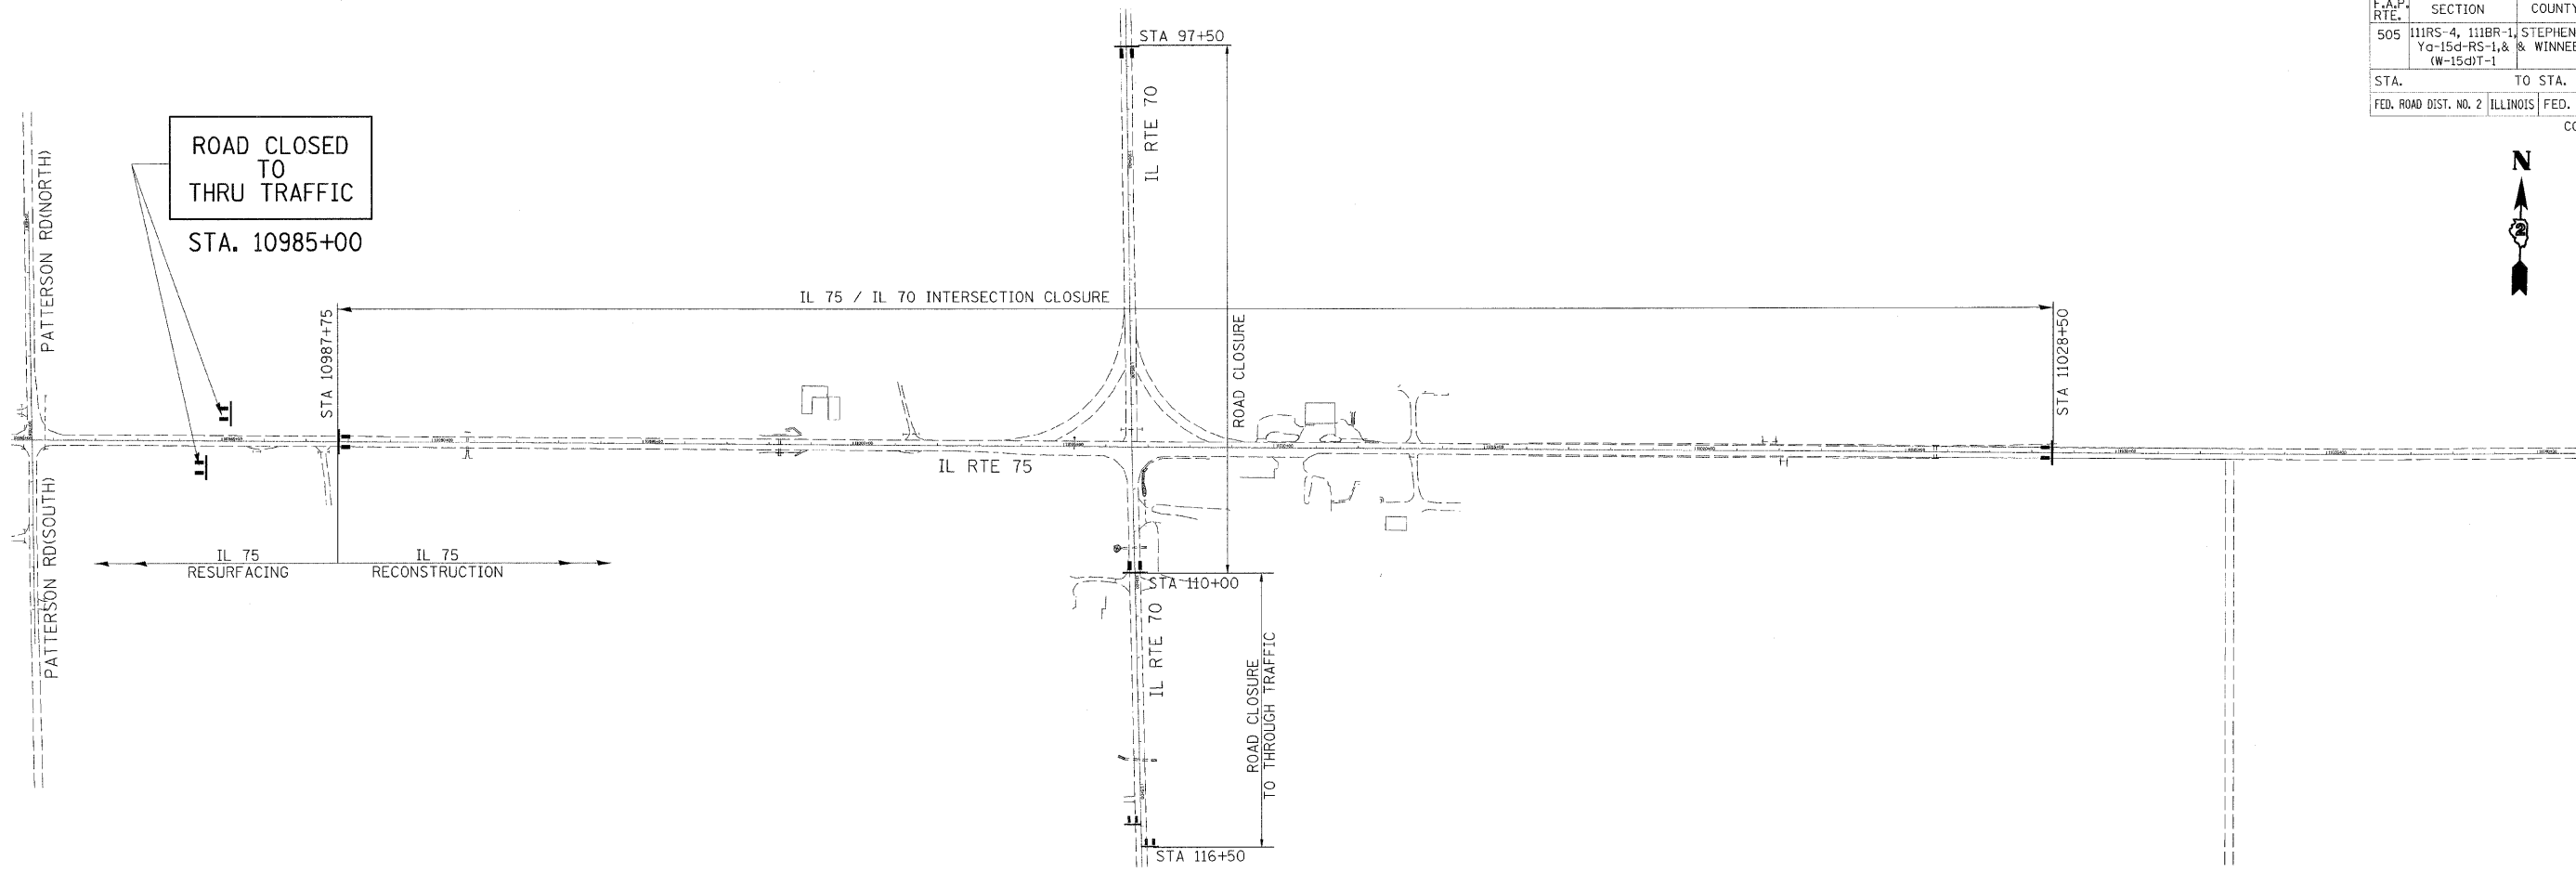 F.A.P.
RTE.
SECTION
COUNTY
505
111RS-4, 111BR-1,
Ya-15d-RS-1,&
(W-15d)T-1
STEPHEN
& WINNEB
STA.
TO STA.
FED. ROAD DIST. NO. 2
ILLINOIS
FED.
CO
N
2
STA 97+50
IL RTE 70
ROAD CLOSED
TO
THRU TRAFFIC
STA. 10985+00
PATTERSON RD(NORTH)
IL 75 / IL 70 INTERSECTION CLOSURE
STA 10987+75
ROAD CLOSURE
STA 11028+50
IL RTE 75
PATTERSON RD(SOUTH)
IL 75
RESURFACING
IL 75
RECONSTRUCTION
STA 110+00
IL RTE 70
ROAD CLOSURE
TO THROUGH TRAFFIC
STA 116+50